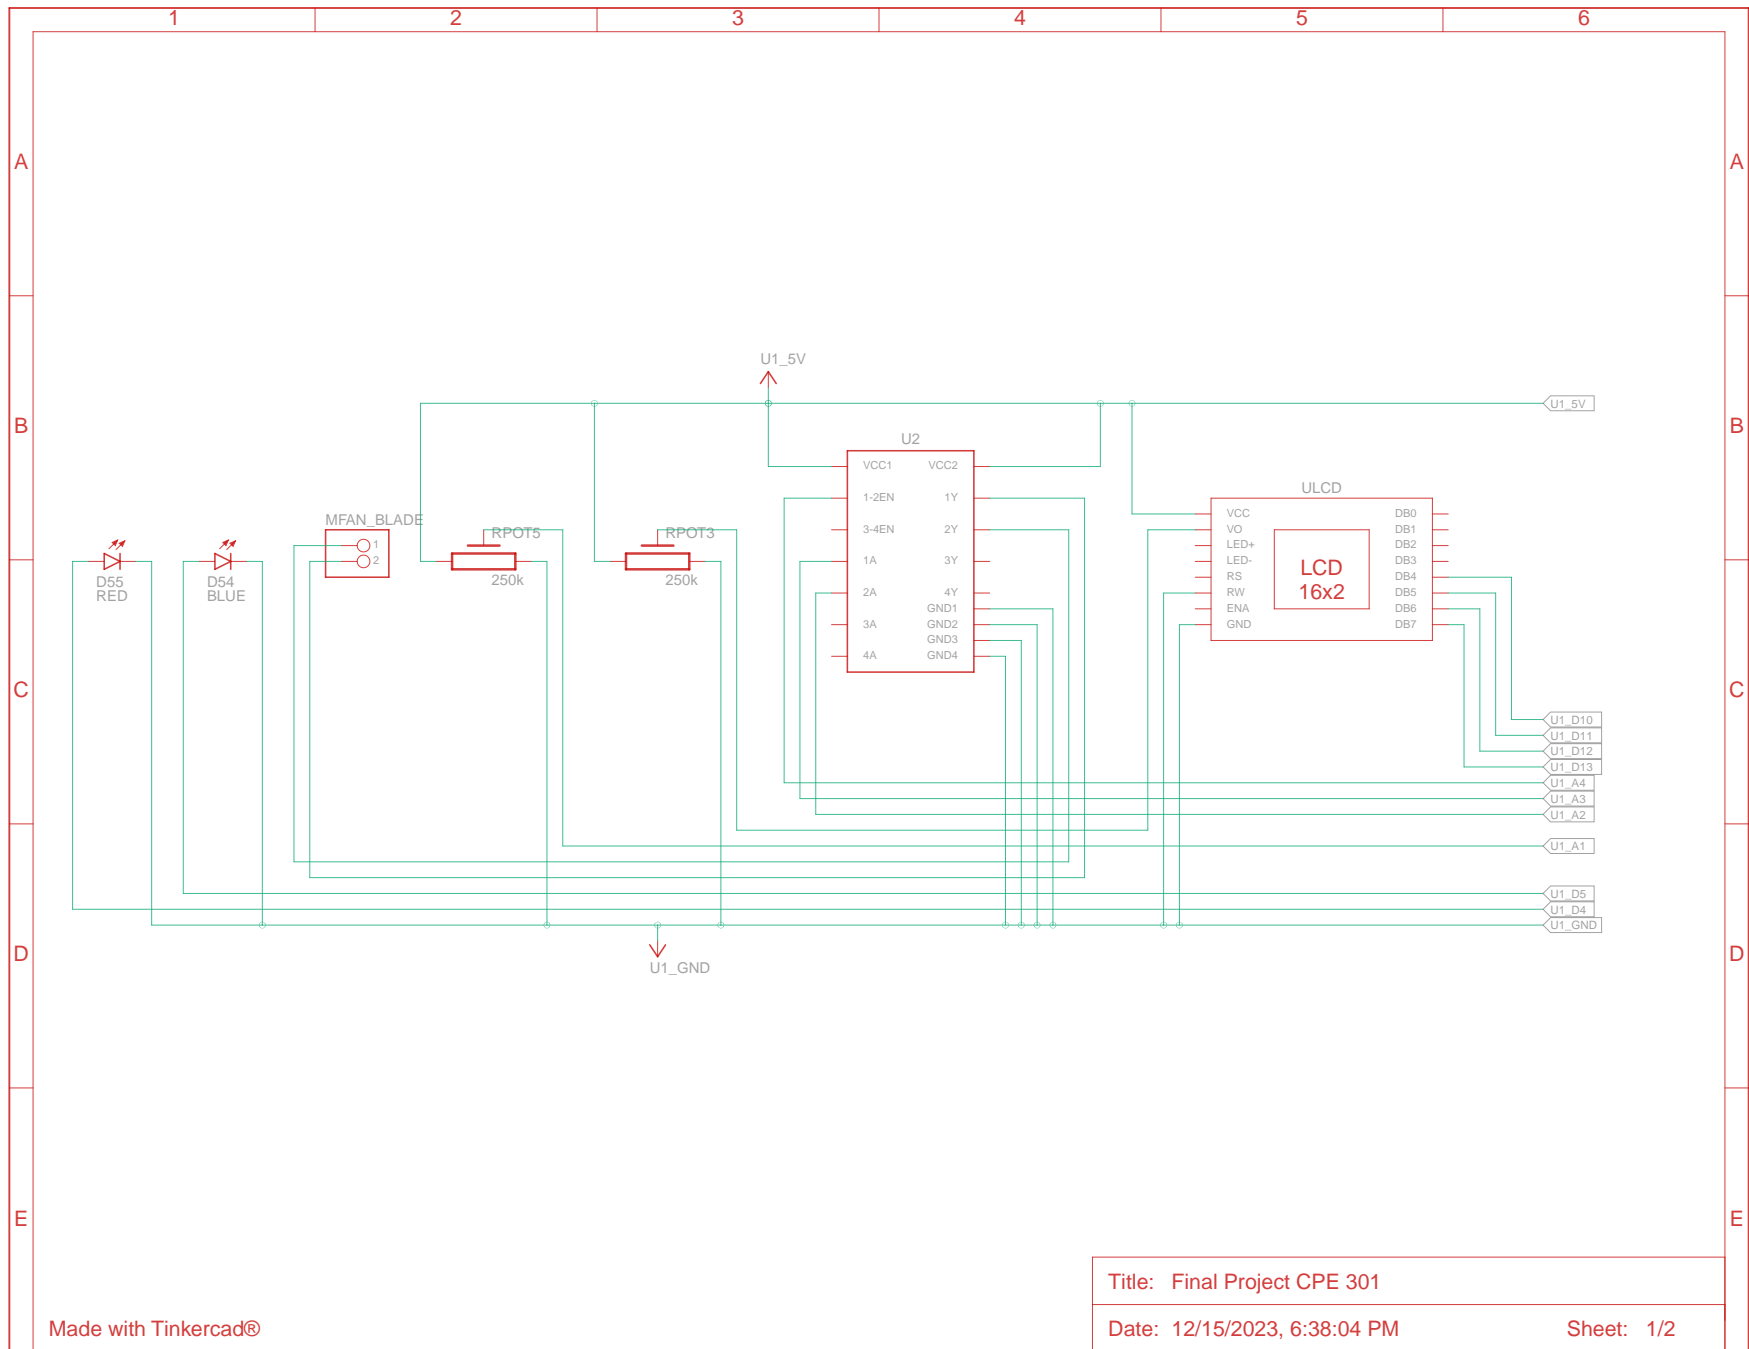 1 2 3 4 5 6
A A
U1_5V
U1_5V
B B
U2
VCC1 VCC2
1-2EN 1Y
3-4EN 2Y
1A 3Y
2A 4Y
GND1
3A GND2
GND3
4A GND4
ULCD
VCC DB0
VO DB1
LED+ DB2
LED- DB3
RS DB4
RW DB5
ENA DB6
GND DB7
LCD
16x2
MFAN_BLADE
1
2
RPOT5
250k
RPOT3
250k
D55
RED
D54
BLUE
C C
U1_D10
U1_D11
U1_D12
U1_D13
U1_A4
U1_A3
U1_A2
U1_A1
U1_D5
U1_D4
U1_GND
D D
U1_GND
E E
Title: Final Project CPE 301
Made with Tinkercad®
Date: 12/15/2023, 6:38:04 PM Sheet: 1/2